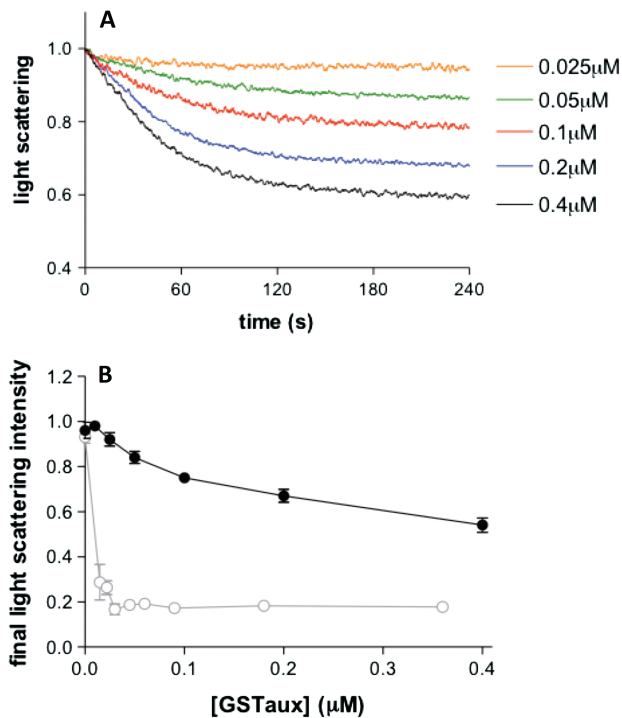 A
light scattering
1.0
0.8
0.6
0.4
0 60 120 180 240
time (s)
0.025μM
0.05μM
0.1μM
0.2μM
0.4μM
B
final light scattering intensity
1.2
1.0
0.8
0.6
0.4
0.2
0.0
0.0 0.1 0.2 0.3 0.4
[GSTaux] (μM)